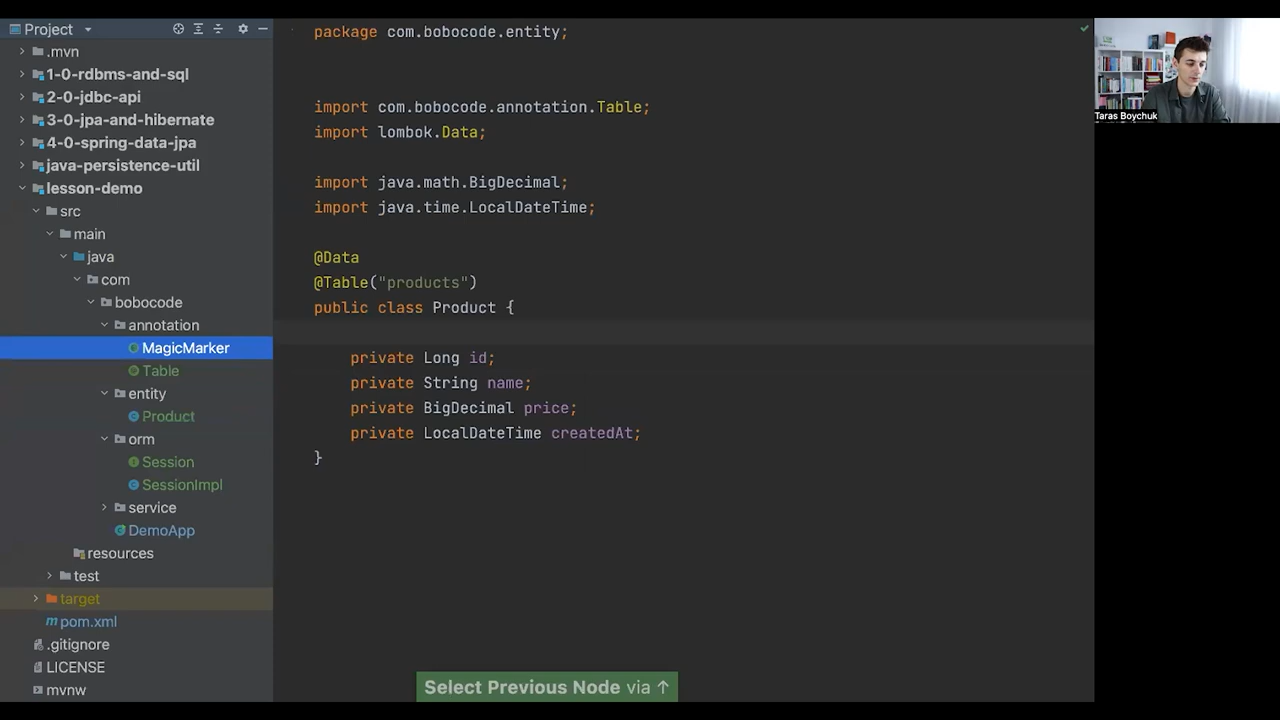 Project
.mvn
1-0-rdbms-and-sql
2-0-jdbc-api
3-0-jpa-and-hibernate
4-0-spring-data-jpa
java-persistence-util
lesson-demo
src
main
java
com
bobocode
annotation
MagicMarker
Table
entity
Product
orm
Session
SessionImpl
service
DemoApp
resources
test
target
pom.xml
.gitignore
LICENSE
mvnw
package com.bobocode.entity;
import com.bobocode.annotation.Table;
import lombok.Data;
import java.math.BigDecimal;
import java.time.LocalDateTime;
@Data
@Table("products")
public class Product {
private Long id;
private String name;
private BigDecimal price;
private LocalDateTime createdAt;
}
Select Previous Node via ↑
Taras Boychuk